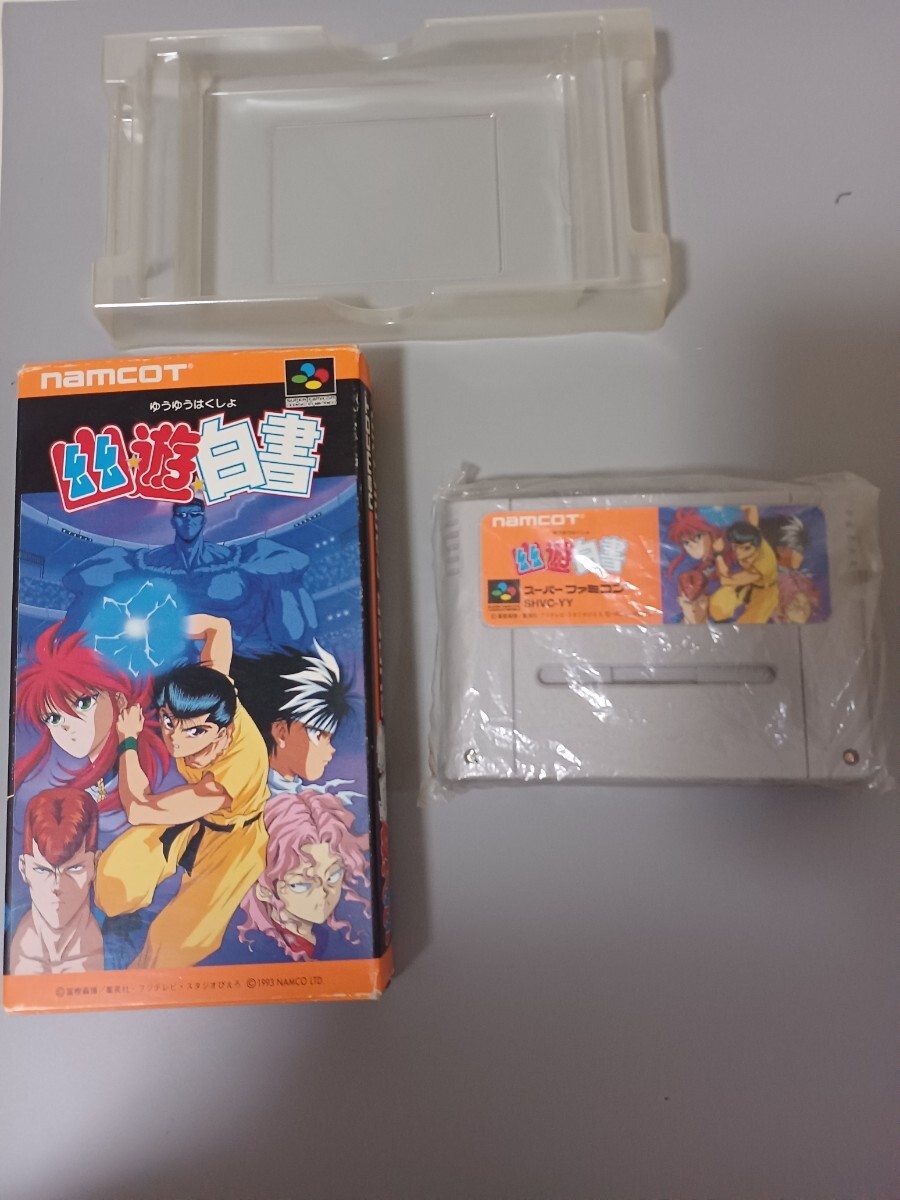 namcot®
ゆうゆうはくしょ
幽★遊★白書
©冨樫義博／集英社・フジテレビ・スタジオぴえろ ©1993 NAMCO LTD.
namcot
namcot
幽★遊★白書
スーパーファミコン
SHVC-YY